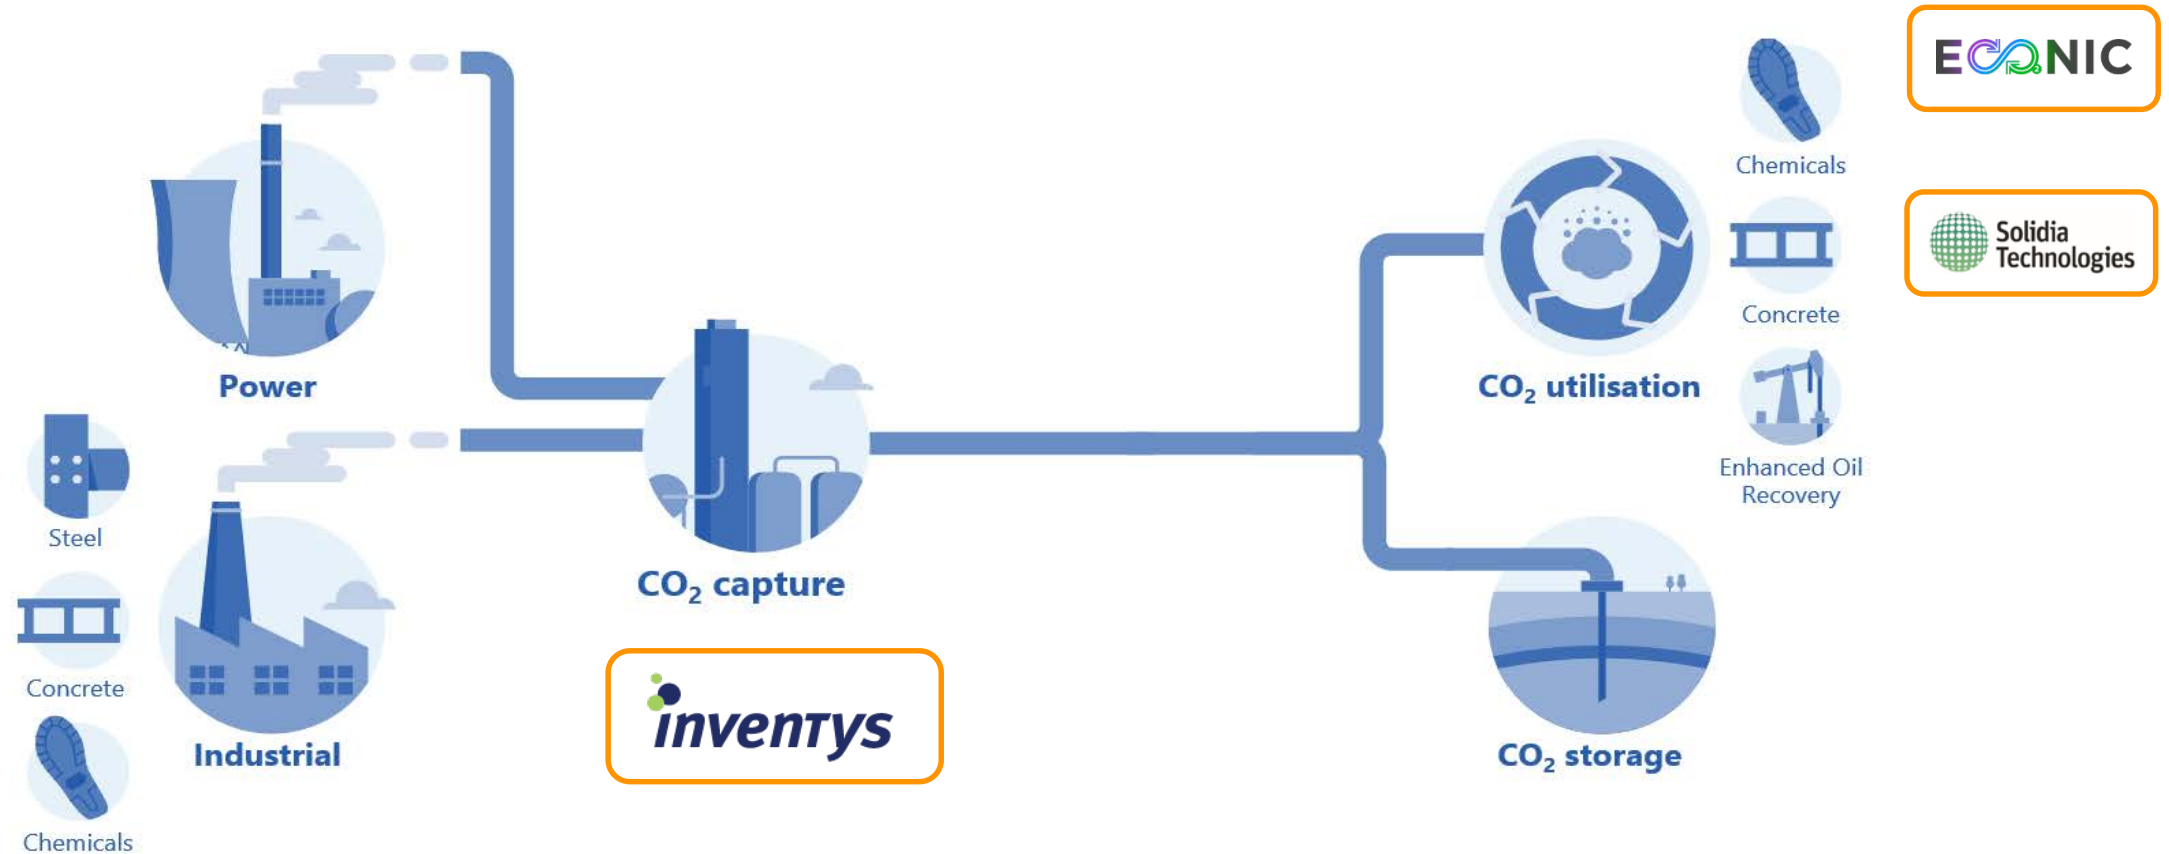 Power
Steel
Concrete
Chemicals
Industrial
CO₂ capture
inventys
CO₂ utilisation
Chemicals
Concrete
Enhanced Oil
Recovery
CO₂ storage
ECONIC
Solidia
Technologies